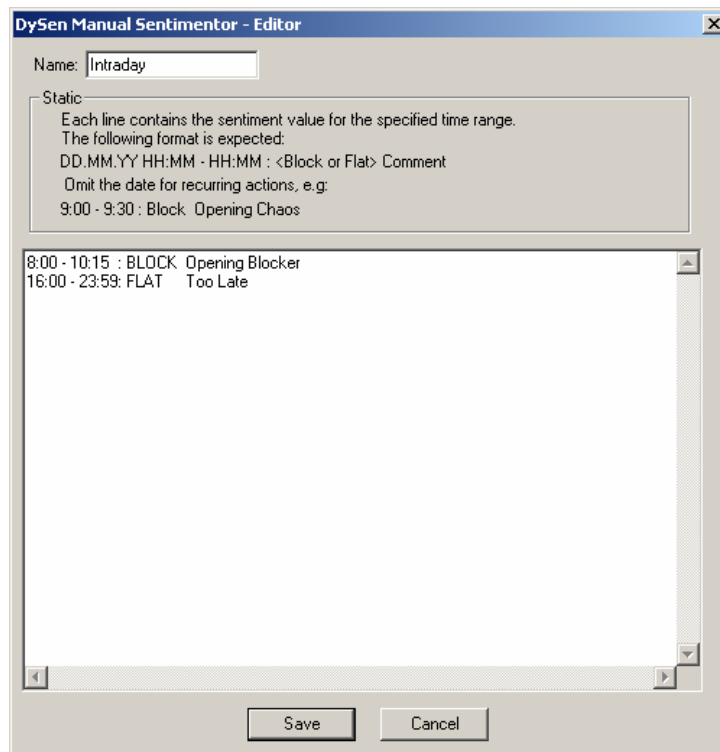 DySen Manual Sentimentor - Editor
Name: Intraday
Static
Each line contains the sentiment value for the specified time range.
The following format is expected:
DD.MM.YY HH:MM - HH:MM : <Block or Flat> Comment
Omit the date for recurring actions, e.g:
9:00 - 9:30 : Block  Opening Chaos
8:00 - 10:15  : BLOCK  Opening Blocker
16:00 - 23:59: FLAT     Too Late
Save
Cancel